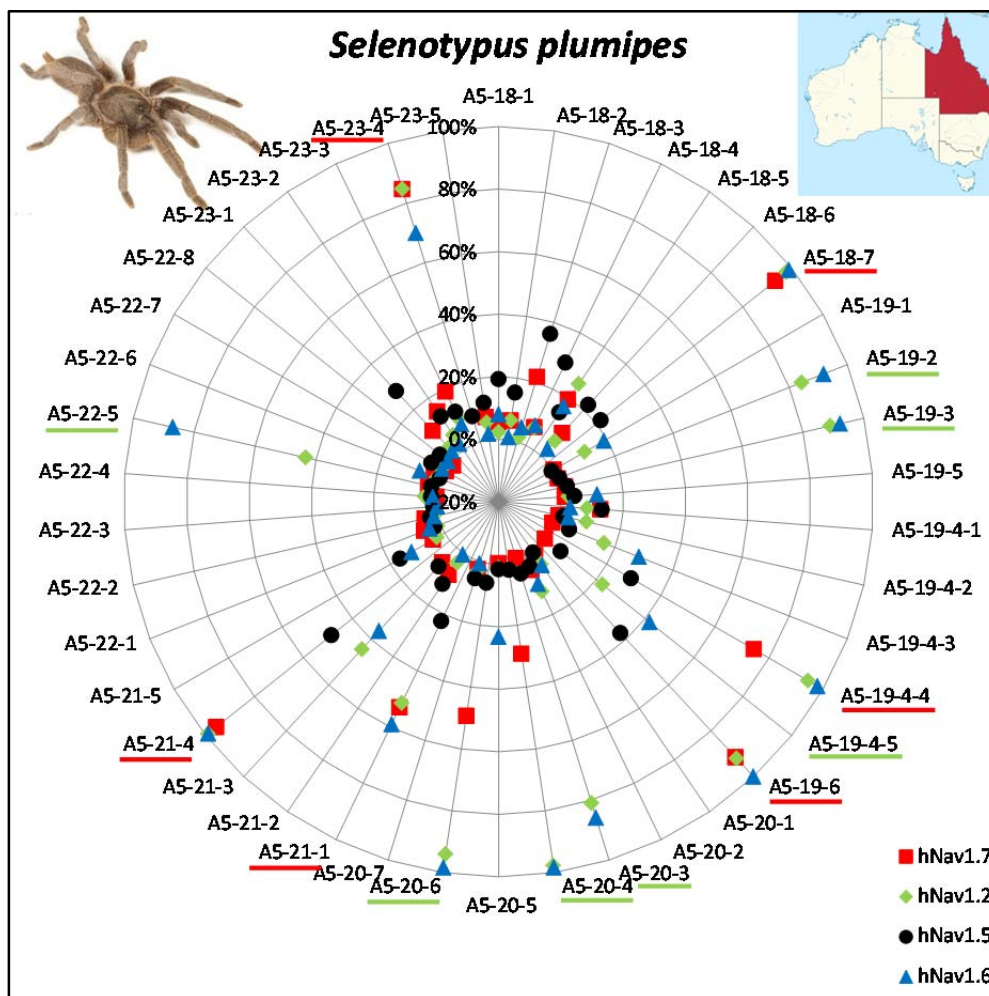 Selenotypus plumipes
A5-18-1
A5-18-2
A5-18-3
A5-18-4
A5-18-5
A5-18-6
A5-18-7
A5-19-1
A5-19-2
A5-19-3
A5-19-5
A5-19-4-1
A5-19-4-2
A5-19-4-3
A5-19-4-4
A5-19-4-5
A5-19-6
A5-20-1
A5-20-2
A5-20-3
A5-20-4
A5-20-5
A5-20-6
A5-20-7
A5-21-1
A5-21-2
A5-21-3
A5-21-4
A5-21-5
A5-22-1
A5-22-2
A5-22-3
A5-22-4
A5-22-5
A5-22-6
A5-22-7
A5-22-8
A5-23-1
A5-23-2
A5-23-3
A5-23-4
A5-23-5
100%
80%
60%
40%
20%
0%
20%
hNav1.7
hNav1.2
hNav1.5
hNav1.6